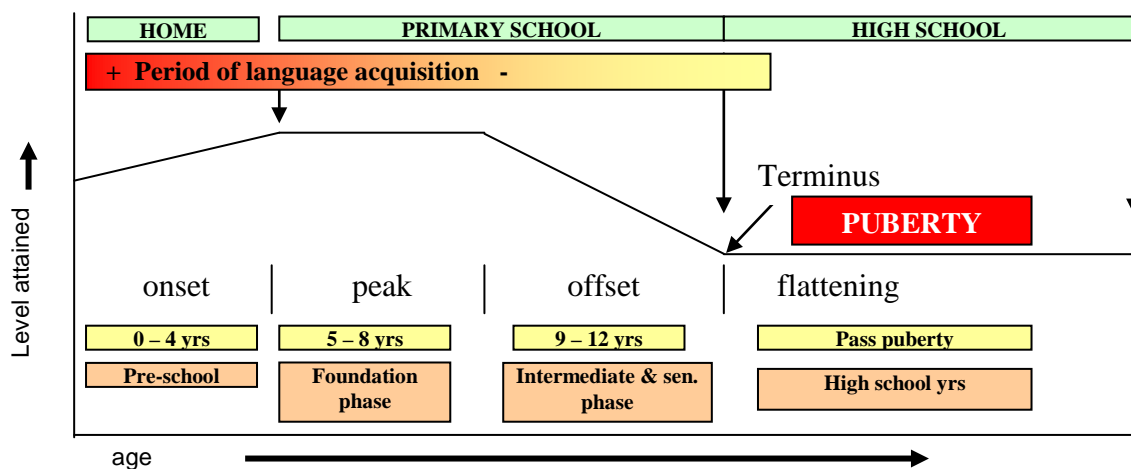 HOME
PRIMARY SCHOOL
HIGH SCHOOL
+ Period of language acquisition -
Level attained
Terminus
PUBERTY
onset
peak
offset
flattening
0 – 4 yrs
5 – 8 yrs
9 – 12 yrs
Pass puberty
Pre-school
Foundation
phase
Intermediate & sen.
phase
High school yrs
age